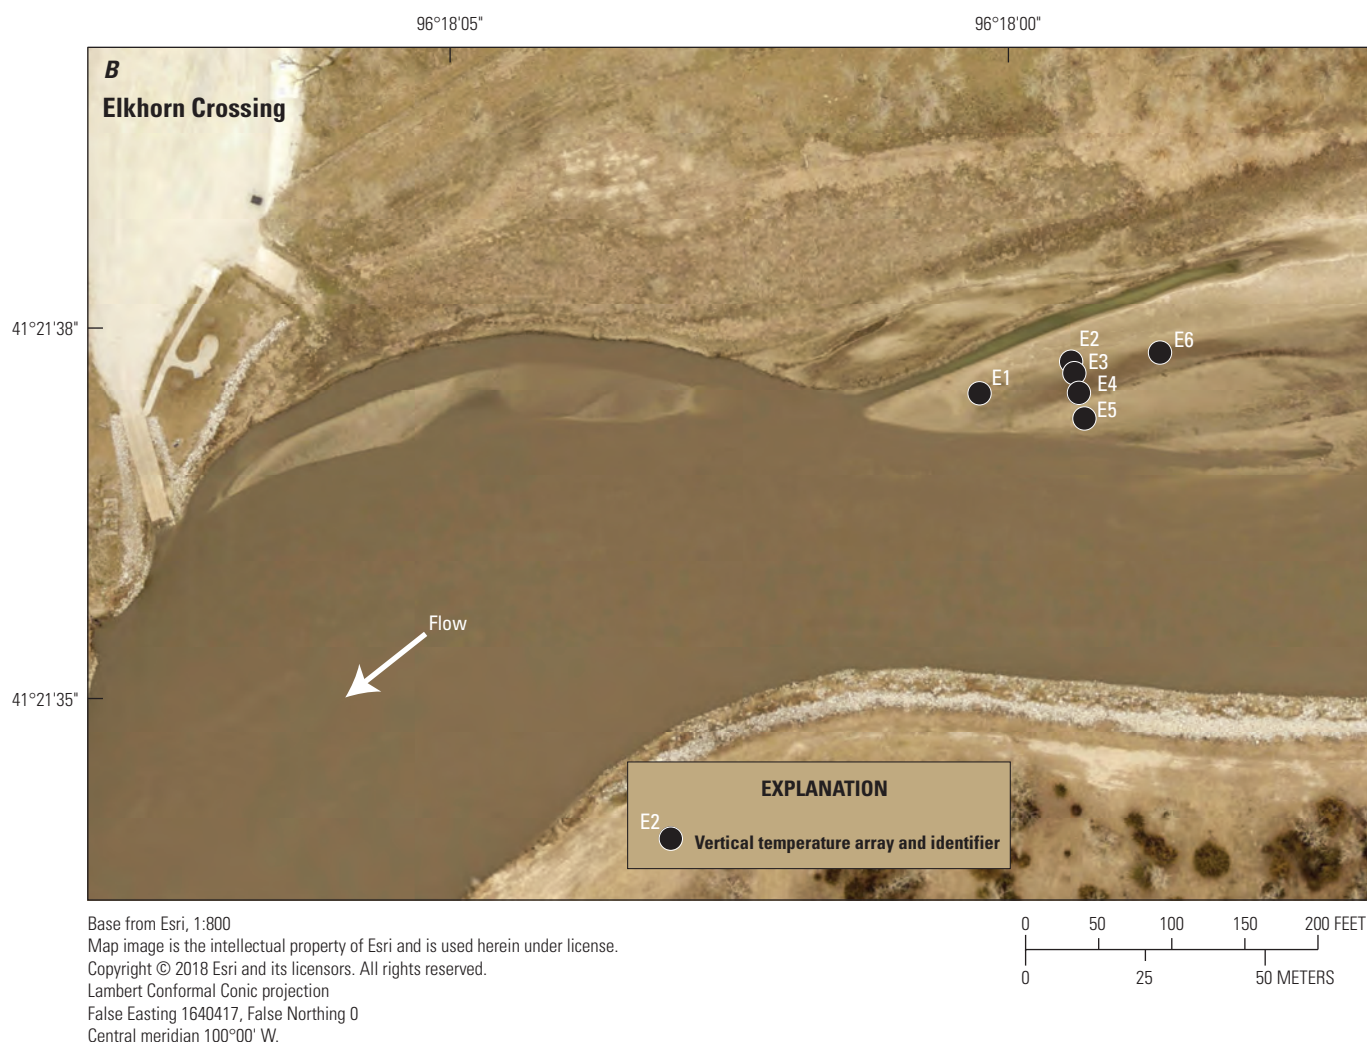 96°18'05"
96°18'00"
B
Elkhorn Crossing
41°21'38"
E2
E3
E6
E1
E4
E5
Flow
41°21'35"
EXPLANATION
E2
Vertical temperature array and identifier
Base from Esri, 1:800
Map image is the intellectual property of Esri and is used herein under license.
Copyright © 2018 Esri and its licensors. All rights reserved.
Lambert Conformal Conic projection
False Easting 1640417, False Northing 0
Central meridian 100°00' W.
0 50 100 150 200 FEET
0 25 50 METERS